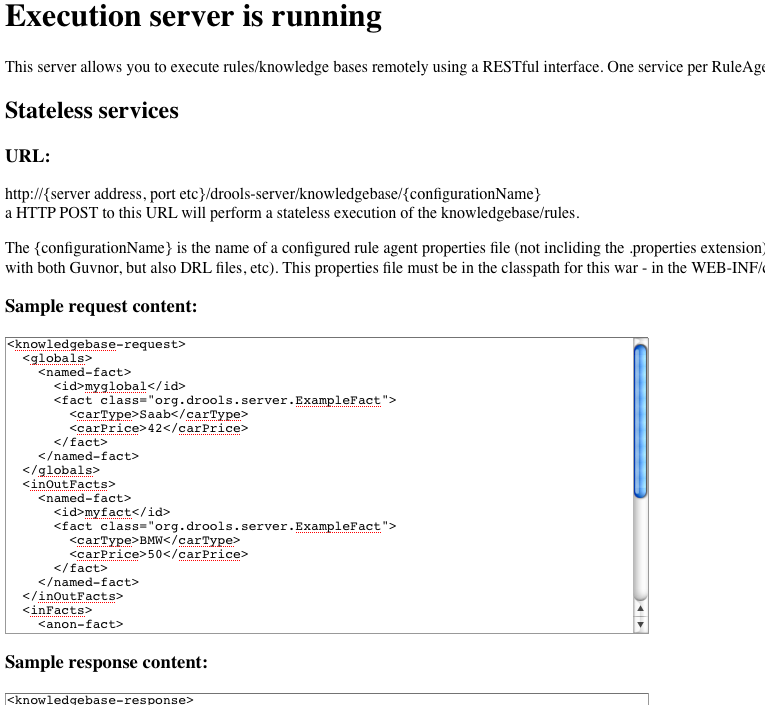 Execution server is running
This server allows you to execute rules/knowledge bases remotely using a RESTful interface. One service per RuleAge
Stateless services
URL:
http://{server address, port etc}/drools-server/knowledgebase/{configurationName}
a HTTP POST to this URL will perform a stateless execution of the knowledgebase/rules.
The {configurationName} is the name of a configured rule agent properties file (not incliding the .properties extension)
with both Guvnor, but also DRL files, etc). This properties file must be in the classpath for this war - in the WEB-INF/c
Sample request content:
<knowledgebase-request>
  <globals>
    <named-fact>
      <id>myglobal</id>
      <fact class="org.drools.server.ExampleFact">
        <carType>Saab</carType>
        <carPrice>42</carPrice>
      </fact>
    </named-fact>
  </globals>
  <inOutFacts>
    <named-fact>
      <id>myfact</id>
      <fact class="org.drools.server.ExampleFact">
        <carType>BMW</carType>
        <carPrice>50</carPrice>
      </fact>
    </named-fact>
  </inOutFacts>
  <inFacts>
    <anon-fact>
Sample response content:
<knowledgebase-response>